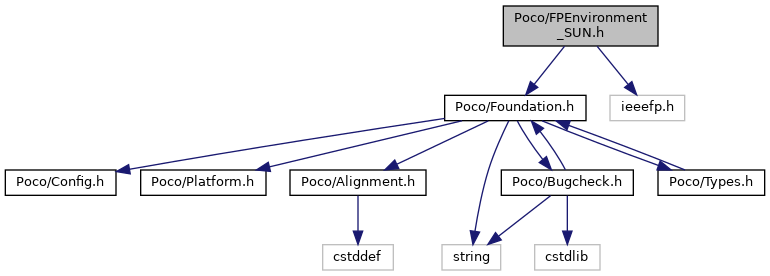 Poco/FPEnvironment
_SUN.h
Poco/Foundation.h
ieeefp.h
Poco/Config.h
Poco/Platform.h
Poco/Alignment.h
Poco/Bugcheck.h
Poco/Types.h
cstddef
string
cstdlib